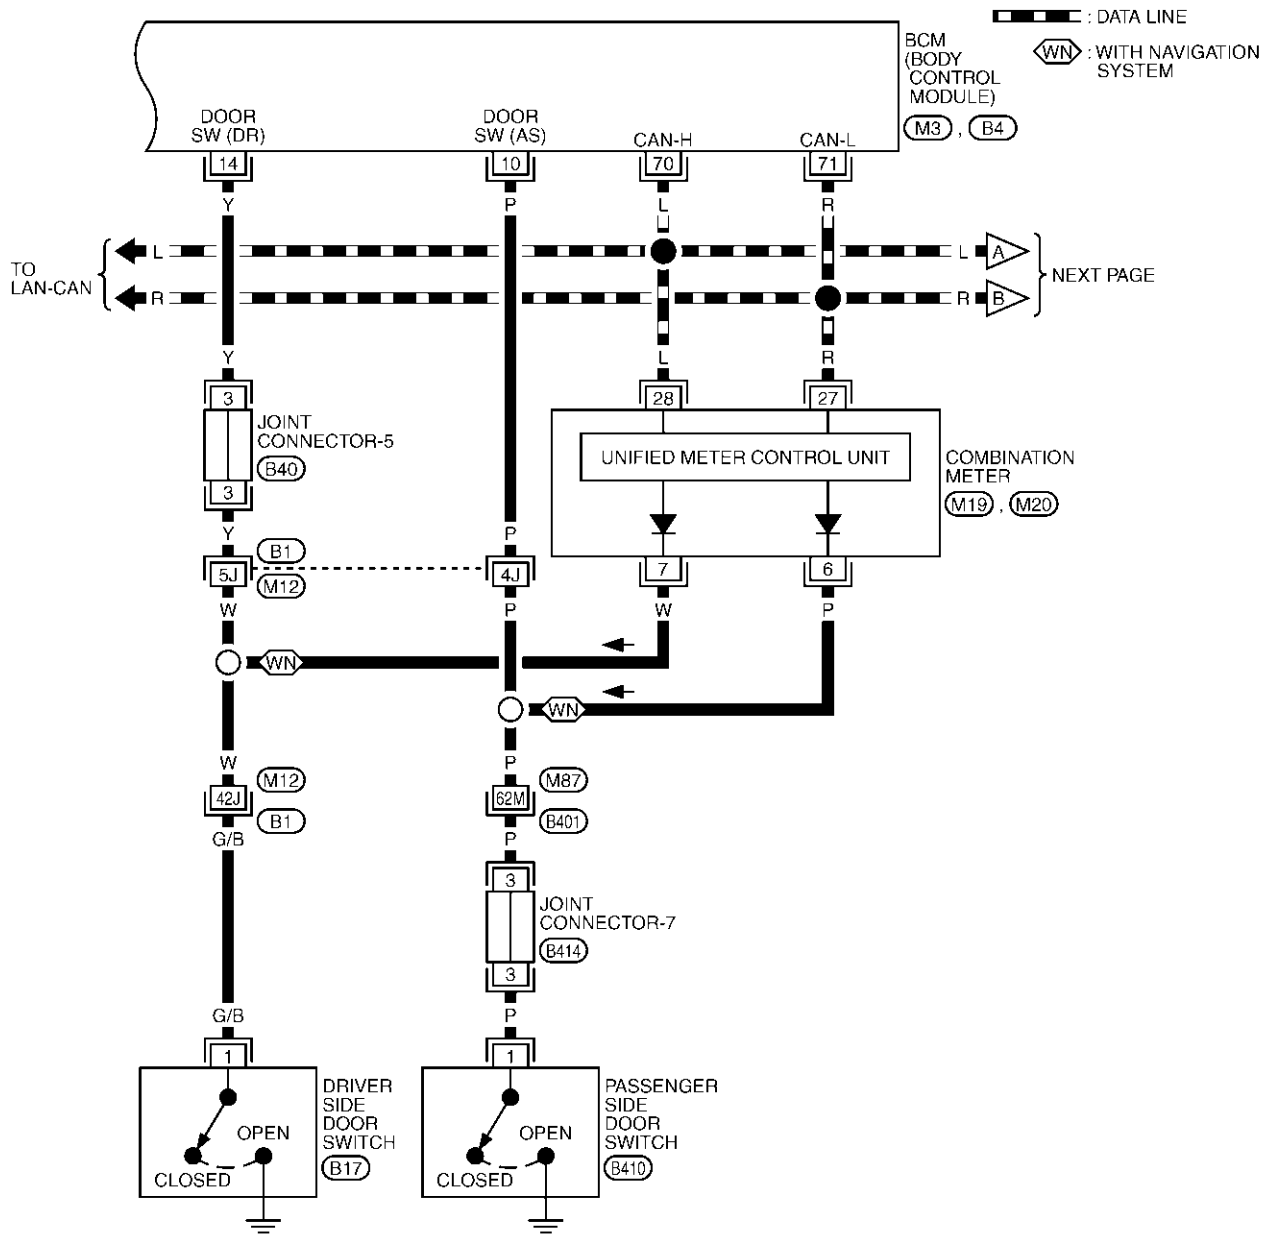 : DATA LINE
WN : WITH NAVIGATION
SYSTEM
BCM
(BODY
CONTROL
MODULE)
M3 , B4
DOOR
SW (DR)
DOOR
SW (AS)
CAN-H
CAN-L
14
10
70
71
Y
P
L
R
TO
LAN-CAN
L
L
A
R
R
B
NEXT PAGE
Y
L
R
3
28
27
JOINT
CONNECTOR-5
B40
3
UNIFIED METER CONTROL UNIT
COMBINATION
METER
M19 , M20
Y
P
5J
B1
M12
4J
7
6
W
P
W
P
WN
WN
W
P
42J
M12
B1
62M
M87
B401
G/B
P
3
JOINT
CONNECTOR-7
B414
3
G/B
P
1
1
DRIVER
SIDE
DOOR
SWITCH
B17
OPEN
CLOSED
PASSENGER
SIDE
DOOR
SWITCH
B410
OPEN
CLOSED